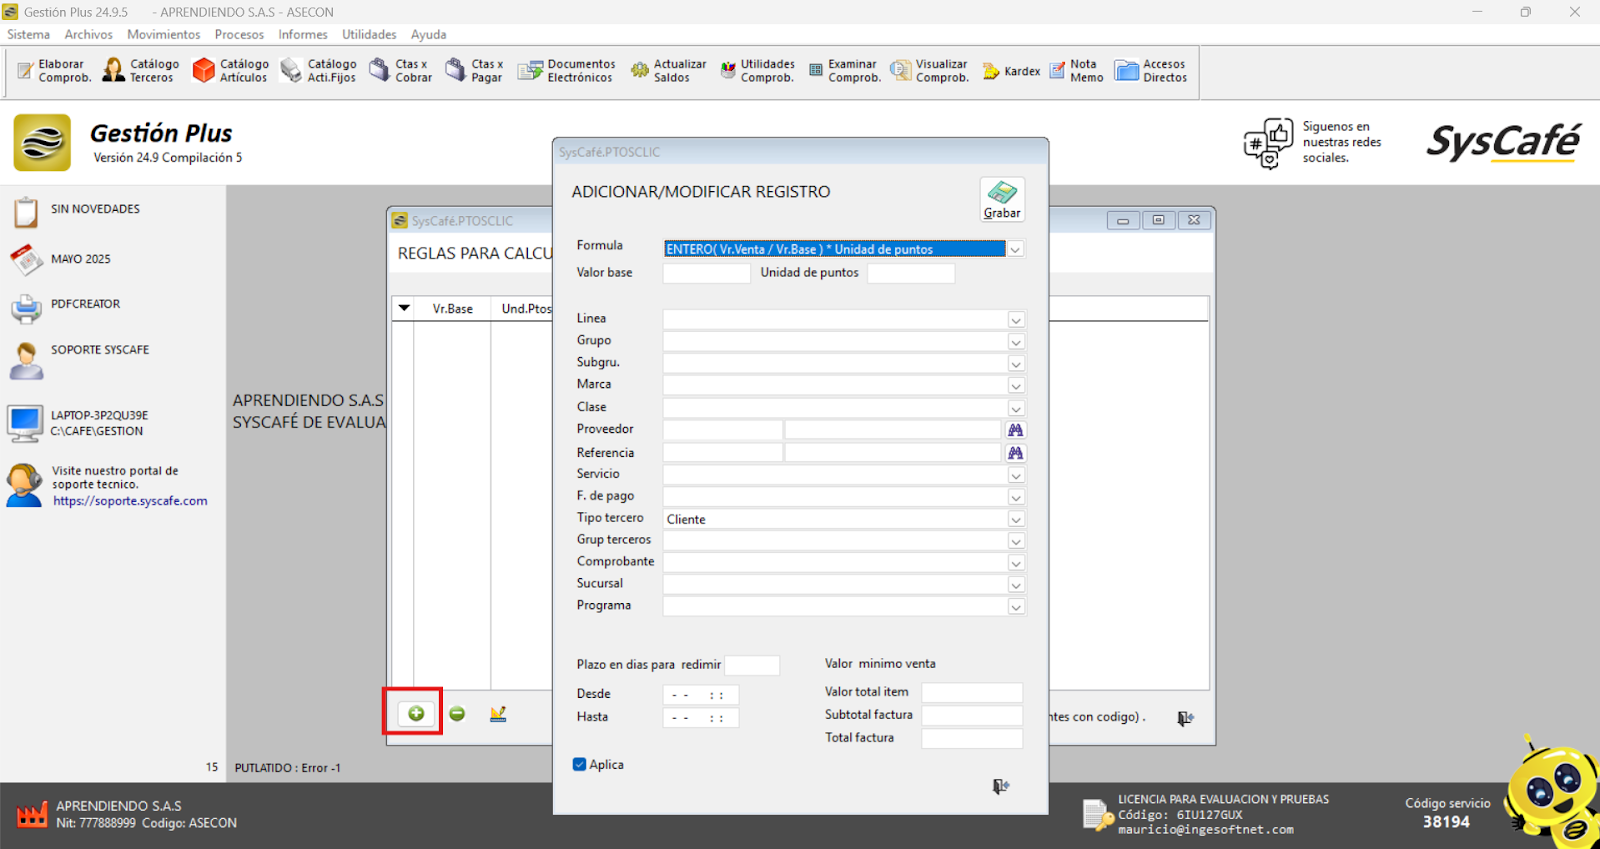 Gestión Plus 24.9.5 - APRENDIENDO S.A.S - ASECON
Sistema Archivos Movimientos Procesos Informes Utilidades Ayuda
Elaborar Comprob.
Catálogo Terceros
Catálogo Artículos
Catálogo Acti.Fijos
Ctas x Cobrar
Ctas x Pagar
Documentos Electrónicos
Actualizar Saldos
Utilidades Comprob.
Examinar Comprob.
Visualizar Comprob.
Kardex
Nota Memo
Accesos Directos
Gestión Plus
Versión 24.9 Compilación 5
Siguenos en
nuestras redes
sociales.
SysCafé
SIN NOVEDADES
MAYO 2025
PDFCREATOR
SOPORTE SYSCAFE
LAPTOP-3P2QU39E
C:\CAFE\GESTION
Visite nuestro portal de
soporte tecnico.
https://soporte.syscafe.com
APRENDIENDO S.A.S
SYSCAFÉ DE EVALUA
SysCafé.PTOSCLIC
REGLAS PARA CALCU
Vr.Base Und.Ptos
ntes con codigo) .
SysCafé.PTOSCLIC
ADICIONAR/MODIFICAR REGISTRO
Grabar
Formula ENTERO( Vr.Venta / Vr.Base ) * Unidad de puntos
Valor base Unidad de puntos
Linea
Grupo
Subgru.
Marca
Clase
Proveedor
Referencia
Servicio
F. de pago
Tipo tercero Cliente
Grup terceros
Comprobante
Sucursal
Programa
Plazo en dias para redimir
Valor minimo venta
Desde - - : :
Valor total item
Hasta - - : :
Subtotal factura
Total factura
Aplica
15 PUTLATIDO : Error -1
APRENDIENDO S.A.S
Nit: 777888999 Codigo: ASECON
LICENCIA PARA EVALUACION Y PRUEBAS
Código: 6IU127GUX
mauricio@ingesoftnet.com
Código servicio
38194